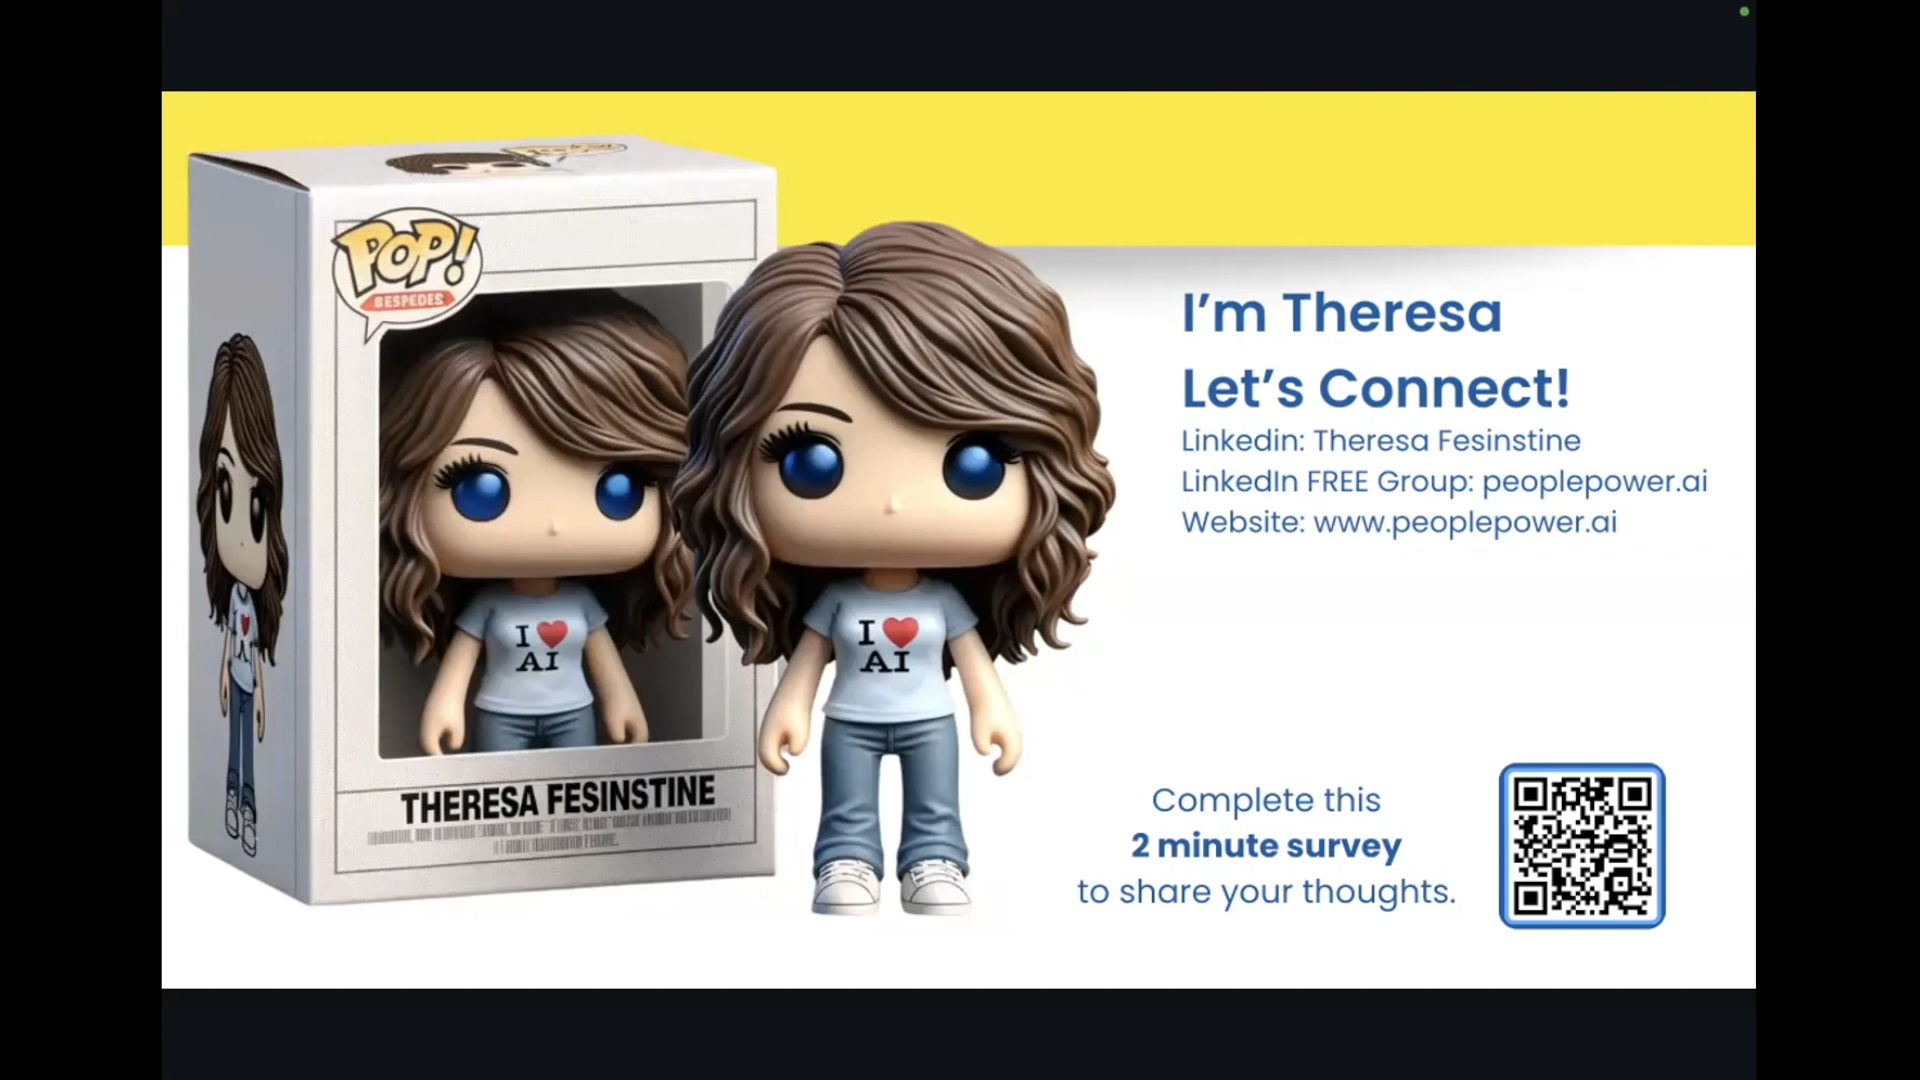 POP!
BESPEDES
I ❤ AI
THERESA FESINSTINE
I ❤ AI
I'm Theresa
Let's Connect!
Linkedin: Theresa Fesinstine
LinkedIn FREE Group: peoplepower.ai
Website: www.peoplepower.ai
Complete this
2 minute survey
to share your thoughts.